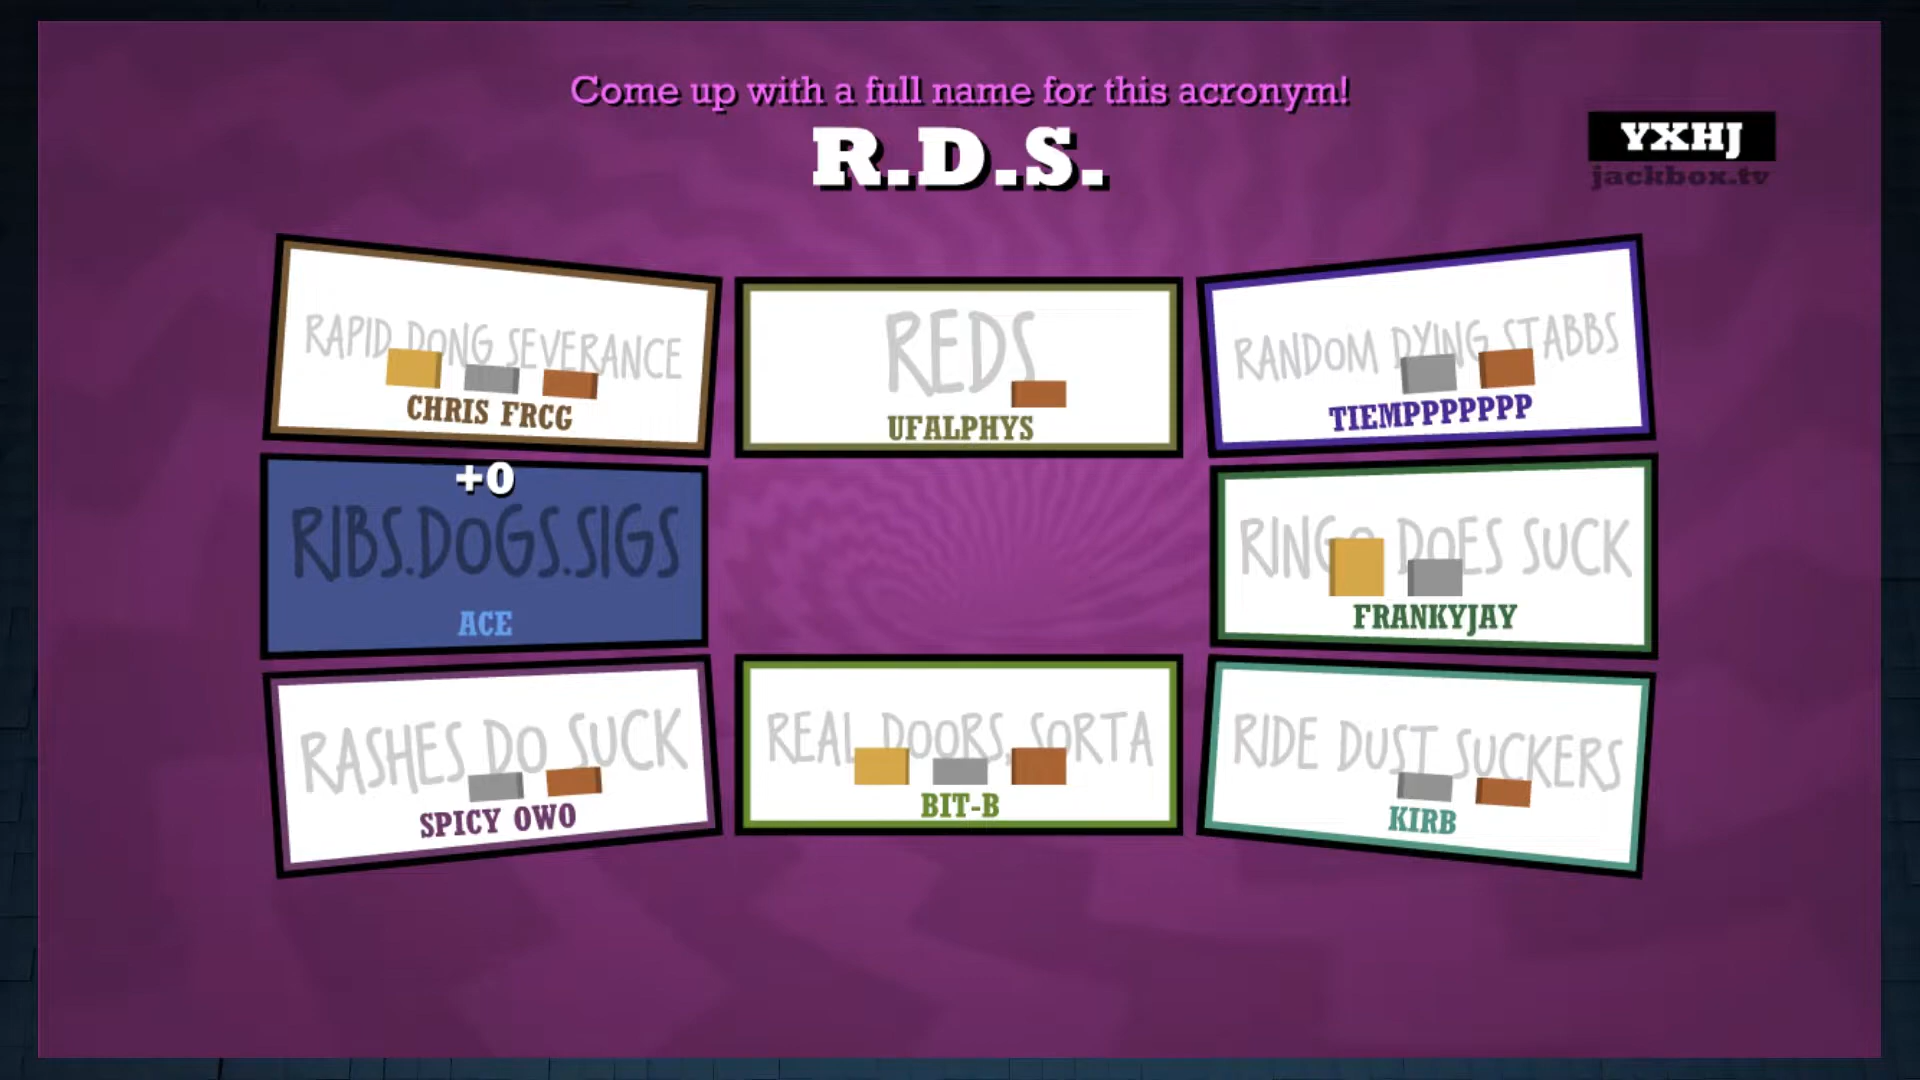 Come up with a full name for this acronym!
R.D.S.
YXHJ
jackbox.tv
RAPID DONG SEVERANCE
CHRIS FRCG
REDS
UFALPHYS
RANDOM DYING STABBS
TIEMPPPPPPP
+0
RIBS.DOGS.SIGS
ACE
RINGO DOES SUCK
FRANKYJAY
RASHES DO SUCK
SPICY OWO
REAL DOORS, SORTA
BIT-B
RIDE DUST SUCKERS
KIRB